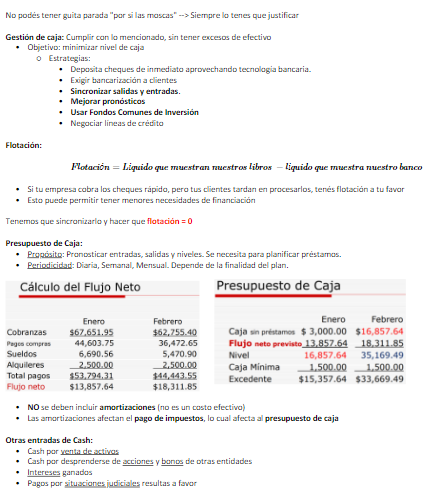 No podés tener guita parada "por si las moscas" --> Siempre lo tenes que justificar
Gestión de caja: Cumplir con lo mencionado, sin tener excesos de efectivo
• Objetivo: minimizar nivel de caja
o Estrategias:
• Deposita cheques de inmediato aprovechando tecnología bancaria.
• Exigir bancarización a clientes
• Sincronizar salidas y entradas.
• Mejorar pronósticos
• Usar Fondos Comunes de Inversión
• Negociar líneas de crédito
Flotación:
Flotación = Liquido que muestran nuestros libros − liquido que muestra nuestro banco
• Si tu empresa cobra los cheques rápido, pero tus clientes tardan en procesarlos, tenés flotación a tu favor
• Esto puede permitir tener menores necesidades de financiación
Tenemos que sincronizarlo y hacer que flotación = 0
Presupuesto de Caja:
• Propósito: Pronosticar entradas, salidas y niveles. Se necesita para planificar préstamos.
• Periodicidad: Diaria, Semanal, Mensual. Depende de la finalidad del plan.
Cálculo del Flujo Neto
Enero Febrero
Cobranzas $67,651.95 $62,755.40
Pagos compras 44,603.75 36,472.65
Sueldos 6,690.56 5,470.90
Alquileres 2,500.00 2,500.00
Total pagos $53,794.31 $44,443.55
Flujo neto $13,857.64 $18,311.85
Presupuesto de Caja
Enero Febrero
Caja sin préstamos $ 3,000.00 $16,857.64
Flujo neto previsto 13,857.64 18,311.85
Nivel 16,857.64 35,169.49
Caja Mínima 1,500.00 1,500.00
Excedente $15,357.64 $33,669.49
• NO se deben incluir amortizaciones (no es un costo efectivo)
• Las amortizaciones afectan el pago de impuestos, lo cual afecta al presupuesto de caja
Otras entradas de Cash:
• Cash por venta de activos
• Cash por desprenderse de acciones y bonos de otras entidades
• Intereses ganados
• Pagos por situaciones judiciales resultas a favor